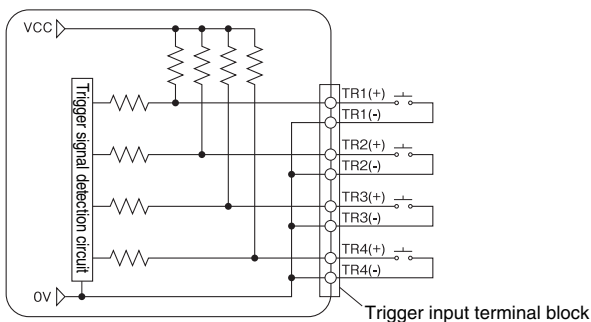 VCC
Trigger signal detection circuit
TR1(+)
TR1(-)
TR2(+)
TR2(-)
TR3(+)
TR3(-)
TR4(+)
TR4(-)
0V
Trigger input terminal block